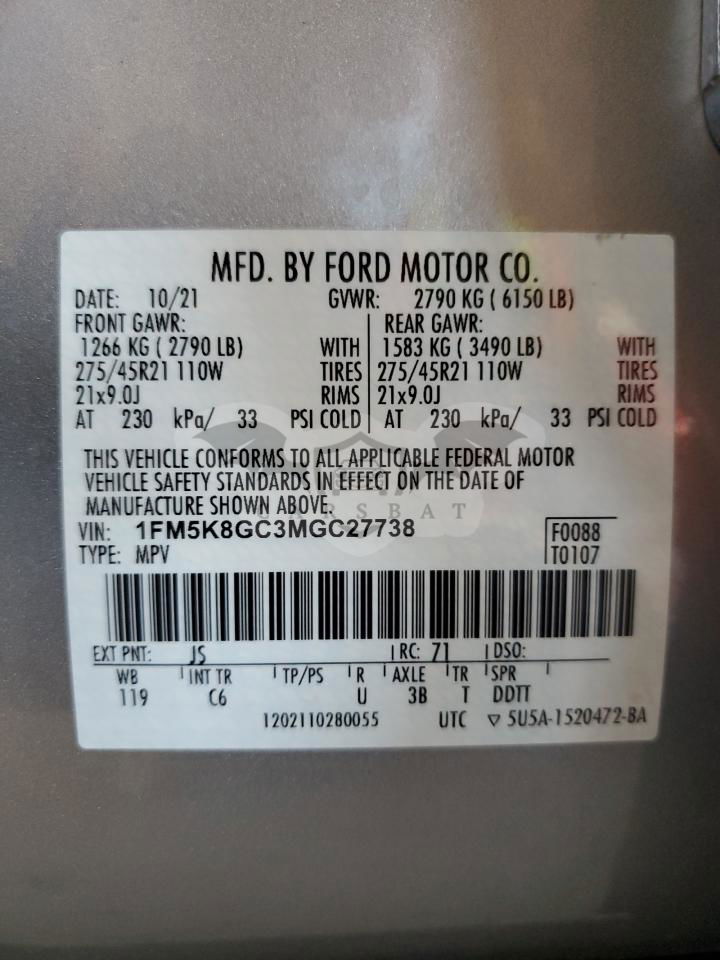 MFD. BY FORD MOTOR CO.
DATE: 10/21 GVWR: 2790 KG ( 6150 LB)
FRONT GAWR: REAR GAWR:
1266 KG ( 2790 LB) WITH 1583 KG ( 3490 LB) WITH
275/45R21 110W TIRES 275/45R21 110W TIRES
21x9.0J RIMS 21x9.0J RIMS
AT 230 kPa/ 33 PSI COLD AT 230 kPa/ 33 PSI COLD
THIS VEHICLE CONFORMS TO ALL APPLICABLE FEDERAL MOTOR
VEHICLE SAFETY STANDARDS IN EFFECT ON THE DATE OF
MANUFACTURE SHOWN ABOVE.
CARSBAT
VIN: 1FM5K8GC3MGC27738 F0088
TYPE: MPV T0107
EXT PNT: JS RC: 71 DSO:
WB INT TR TP/PS R AXLE TR SPR
119 C6 U 3B T DDTT
1202110280055 UTC ▽ 5U5A-1520472-BA